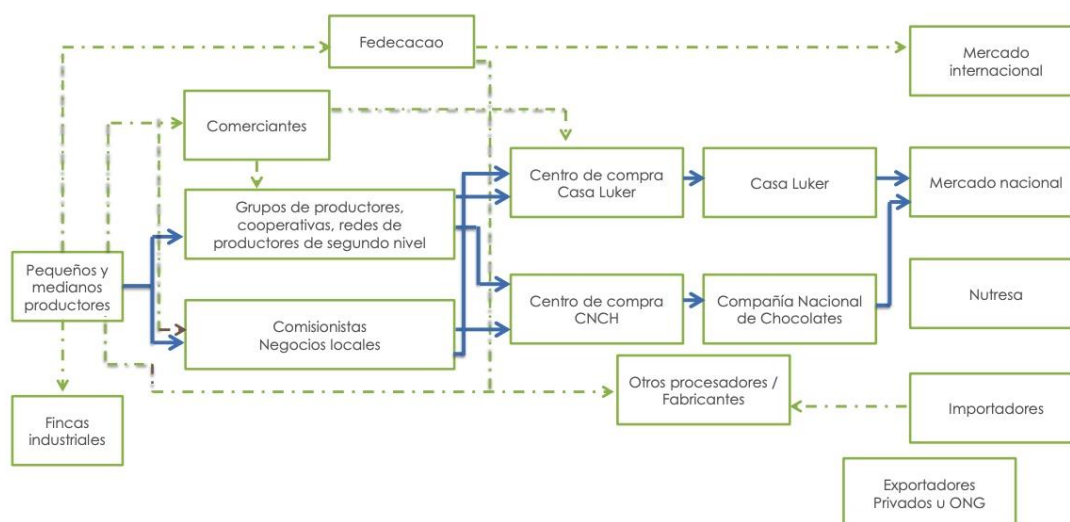 Fedecacao
Mercado
internacional
Comerciantes
Centro de compra
Casa Luker
Casa Luker
Mercado nacional
Grupos de productores,
cooperativas, redes de
productores de segundo nivel
Pequeños y
medianos
productores
Centro de compra
CNCH
Compañía Nacional
de Chocolates
Nutresa
Comisionistas
Negocios locales
Otros procesadores /
Fabricantes
Importadores
Fincas
industriales
Exportadores
Privados u ONG